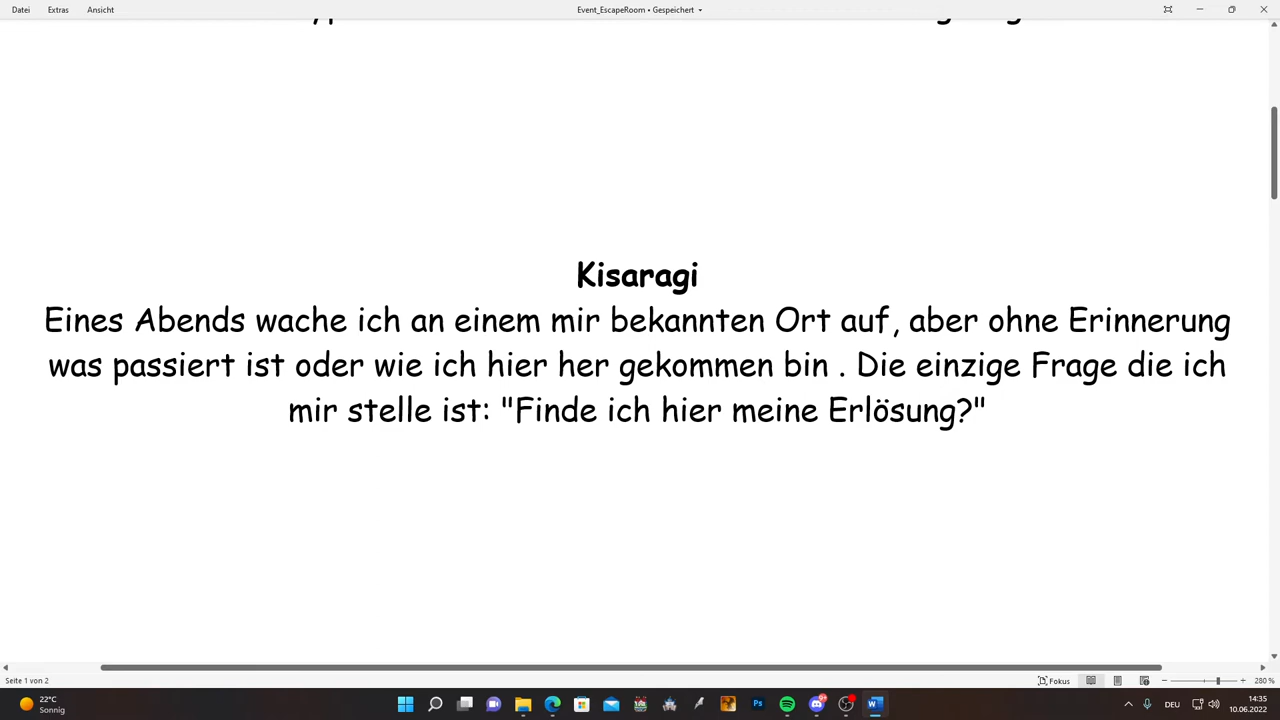 Datei Extras Ansicht Event_EscapeRoom • Gespeichert
Kisaragi
Eines Abends wache ich an einem mir bekannten Ort auf, aber ohne Erinnerung
was passiert ist oder wie ich hier her gekommen bin . Die einzige Frage die ich
mir stelle ist: "Finde ich hier meine Erlösung?"
Seite 1 von 2 Fokus 280 %
22°C
Sonnig
DEU
14:35
10.06.2022